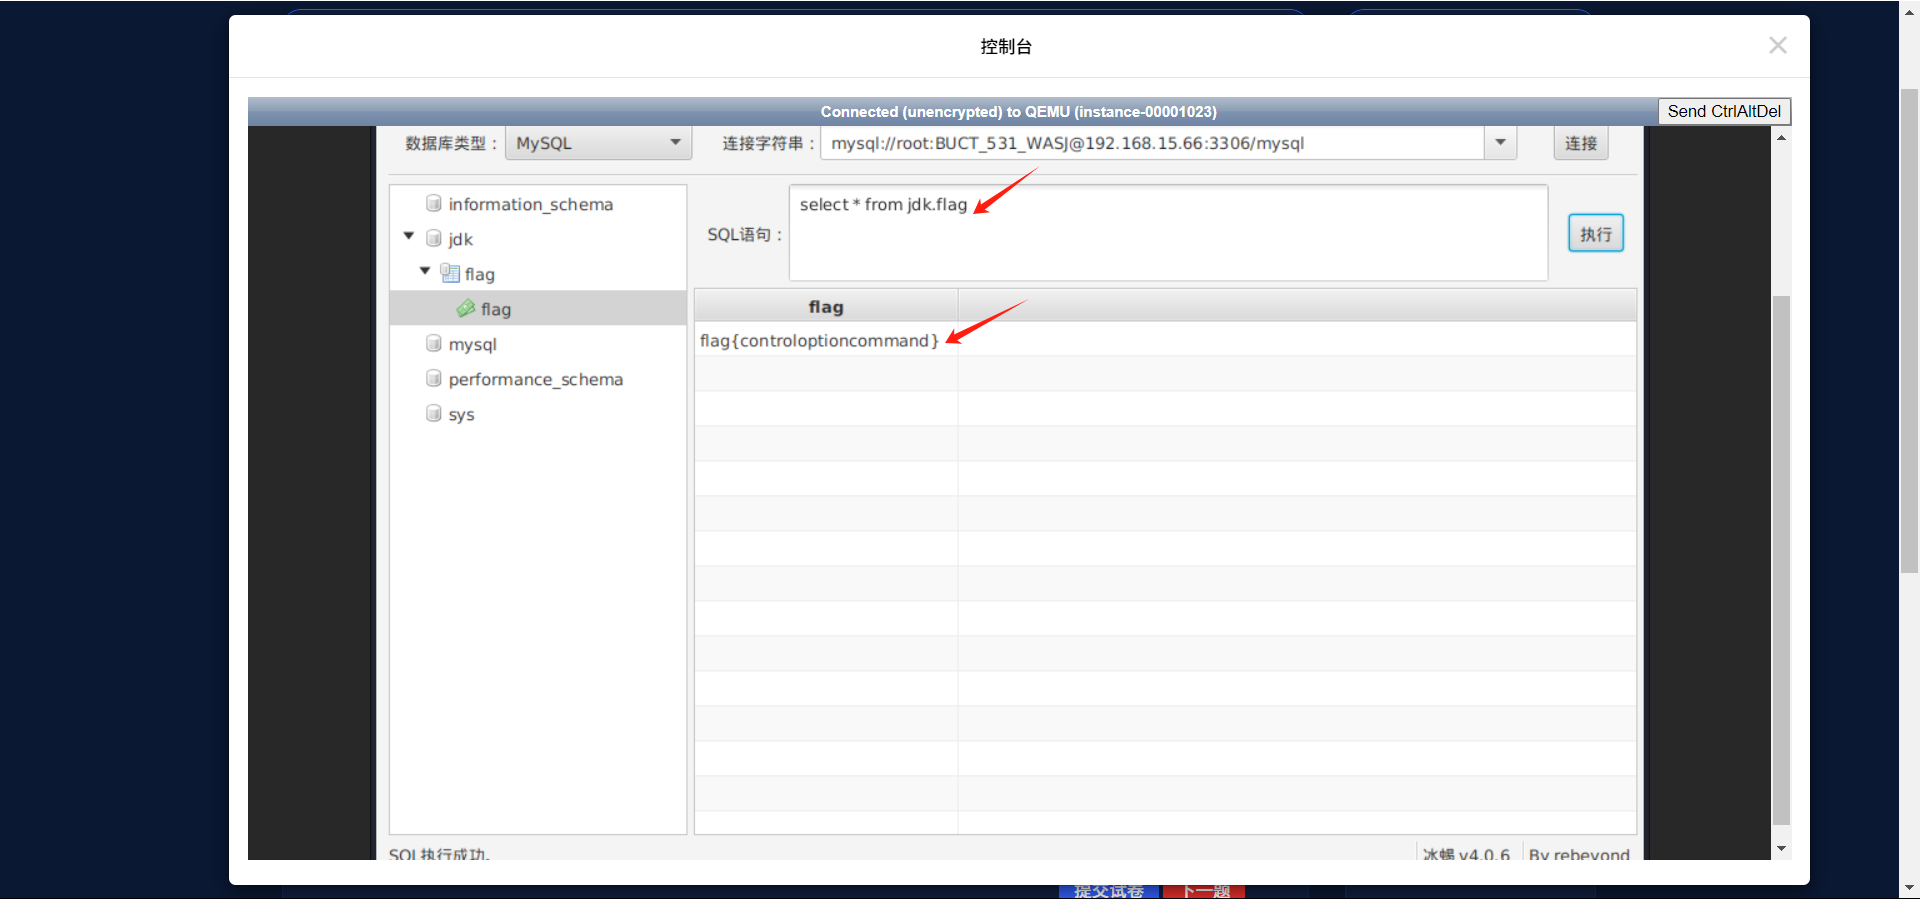 控制台
Connected (unencrypted) to QEMU (instance-00001023)
Send CtrlAltDel
数据库类型： MySQL 连接字符串： mysql://root:BUCT_531_WASJ@192.168.15.66:3306/mysql 连接
information_schema
jdk
flag
flag
mysql
performance_schema
sys
SQL语句： select * from jdk.flag 执行
flag
flag{controloptioncommand}
SQL执行成功。 冰蝎 v4.0.6 By rebeyond
提交试卷 下一题